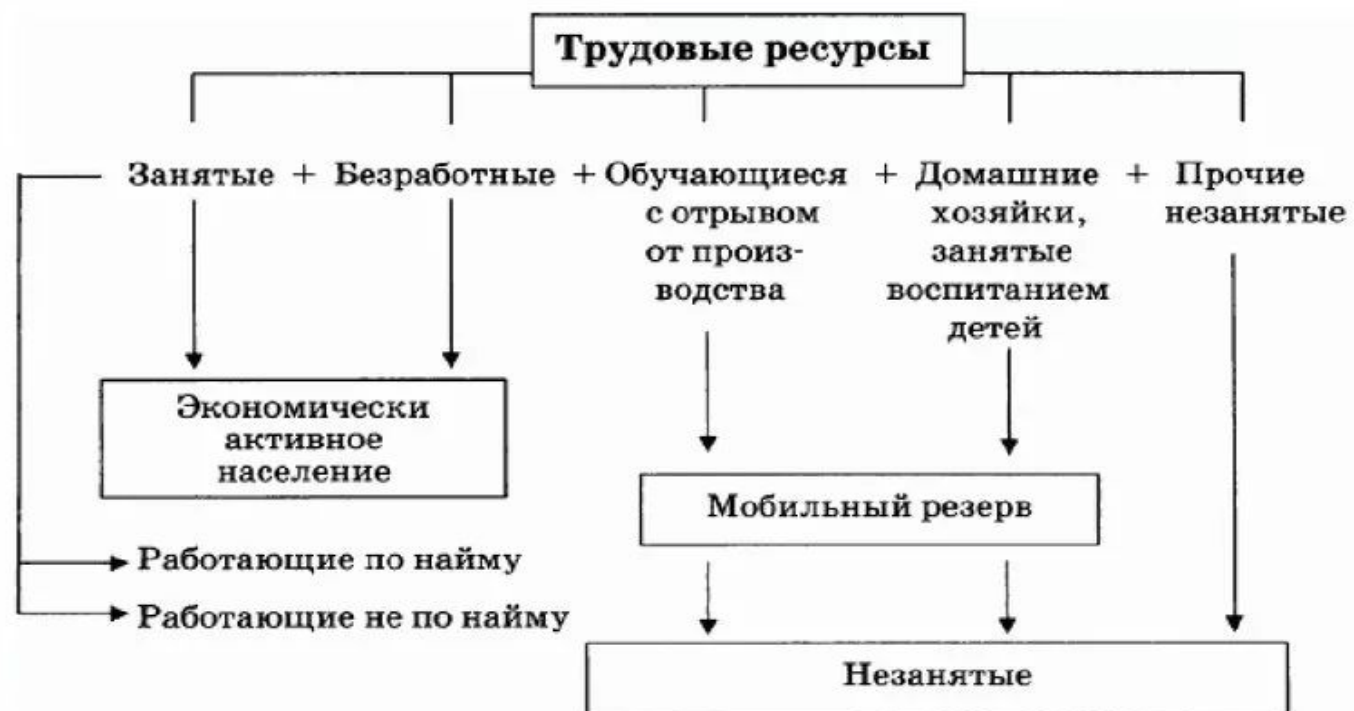 Трудовые ресурсы
Занятые + Безработные + Обучающиеся + Домашние + Прочие
с отрывом хозяйки, незанятые
от произ- занятые
водства воспитанием
детей
Экономически
активное
население
Мобильный резерв
Работающие по найму
Работающие не по найму
Незанятые